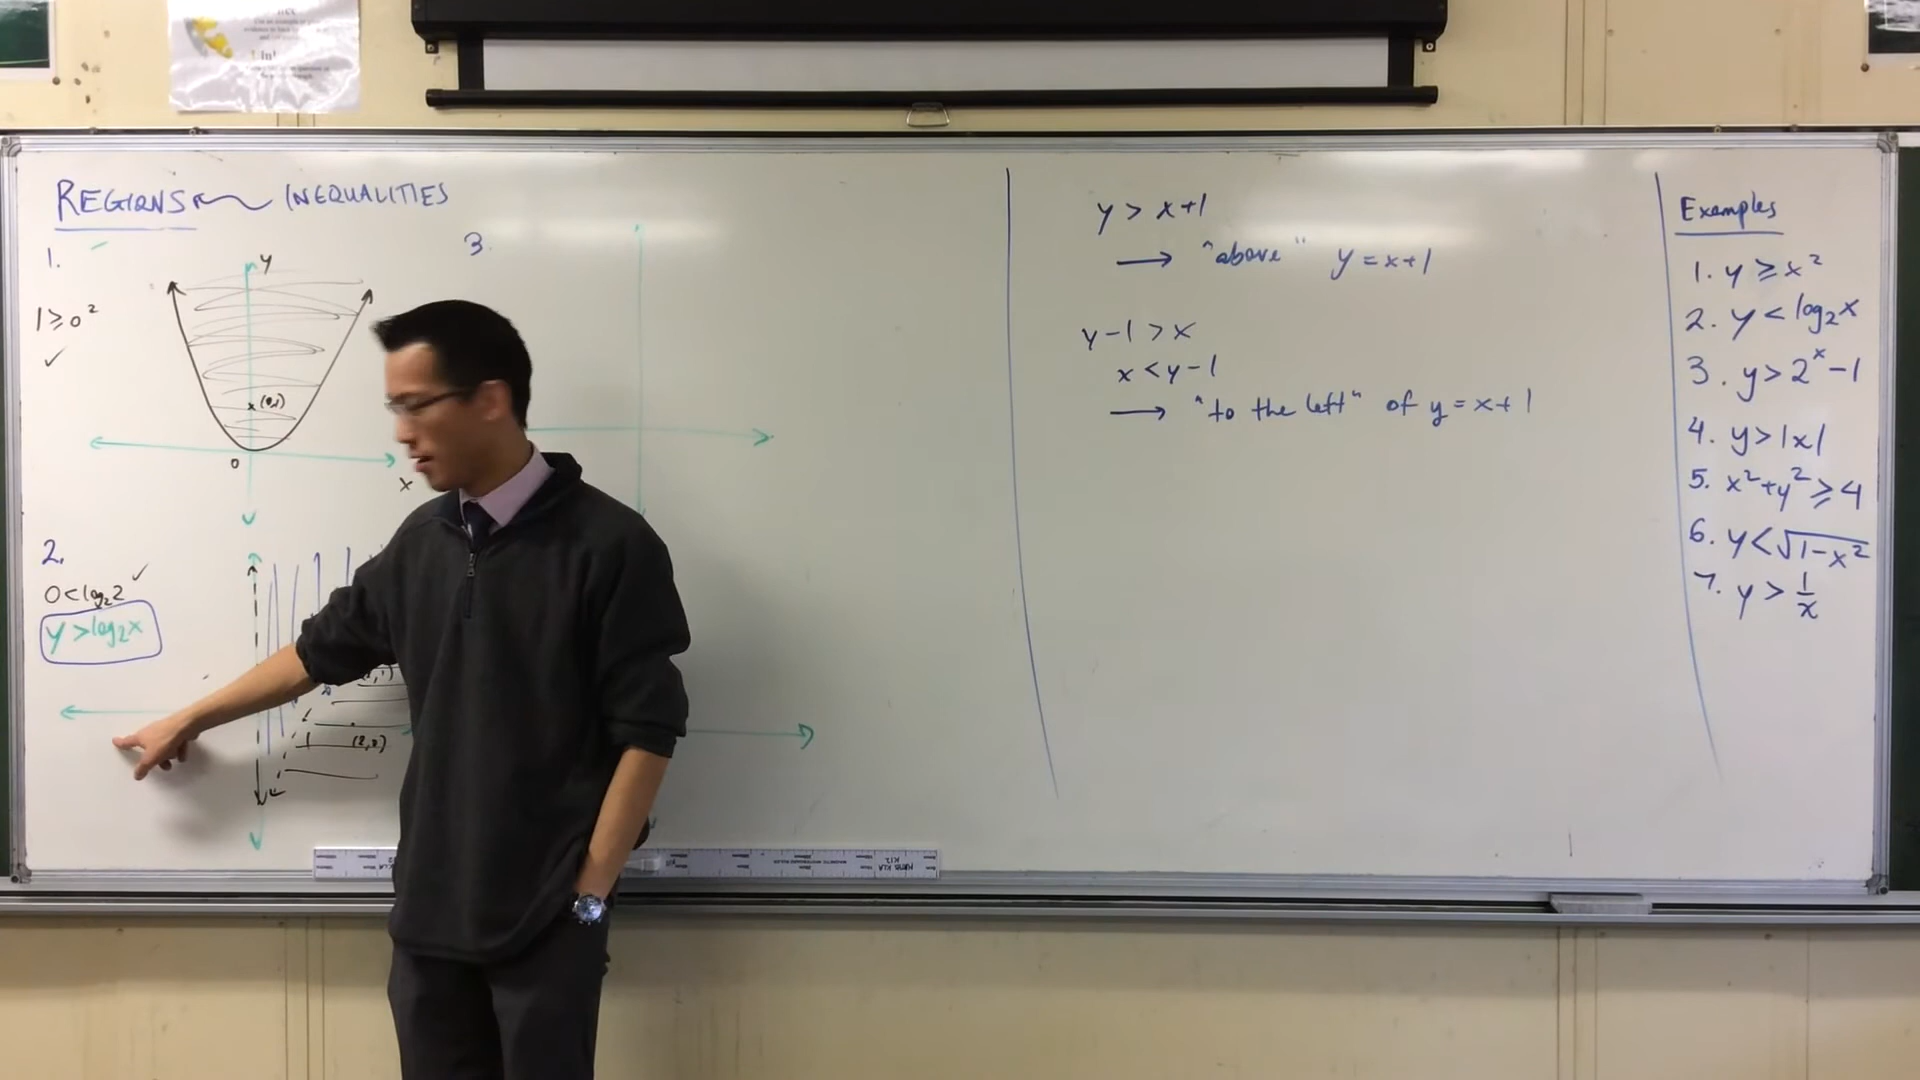 REGIONS INEQUALITIES
1.
y
1 ≥ 0²
✓
(0,1)
0
x
2.
0 < log₂2 ✓
y > log₂x
1
3.
y > x+1
→ "above" y = x+1
y-1 > x
x < y-1
→ "to the left" of y = x+1
Examples
1. y ≥ x²
2. y < log₂x
3. y > 2ˣ-1
4. y > |x|
5. x²+y² ≥ 4
6. y < √1-x²
7. y > 1/x